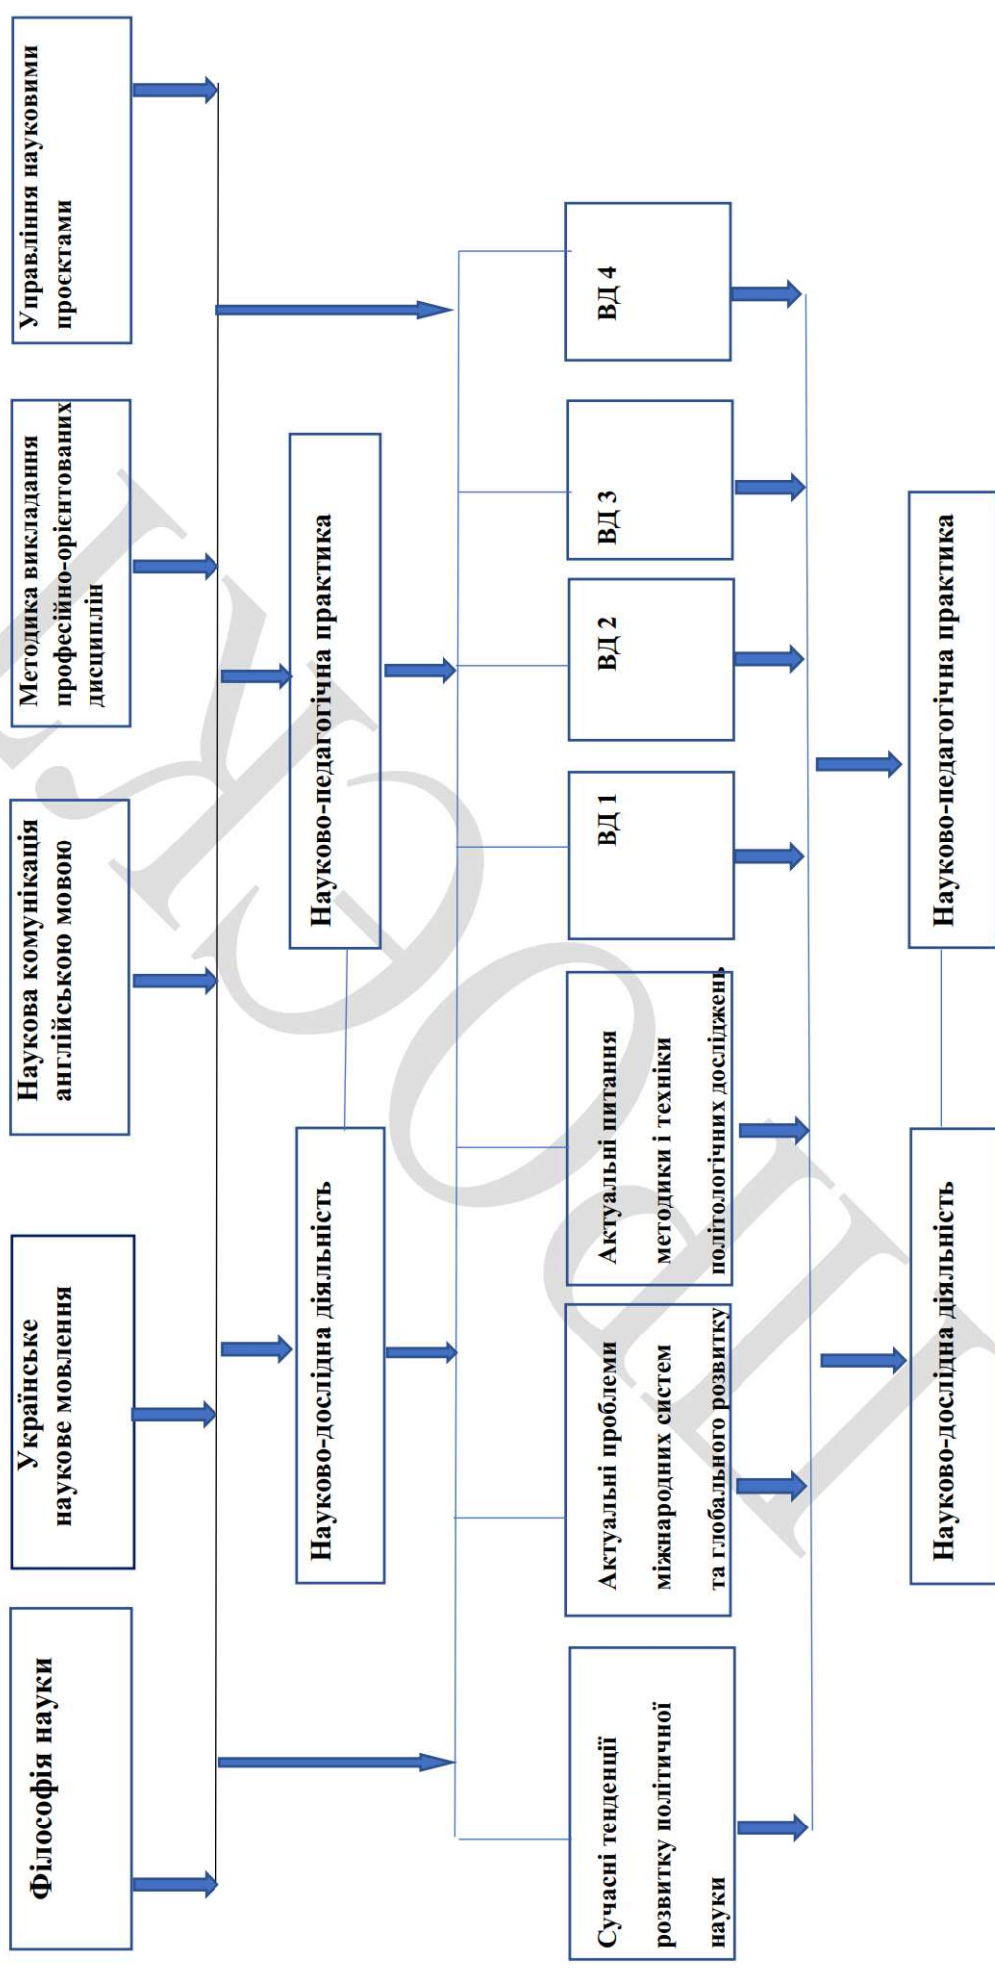 Філософія науки
Українське
наукове мовлення
Наукова комунікація
англійською мовою
Методика викладання
професійно-орієнтованих
дисциплін
Управління науковими
проєктами
Науково-дослідна діяльність
Науково-педагогічна практика
Сучасні тенденції
розвитку політичної
науки
Актуальні проблеми
міжнародних систем
та глобального розвитку
Актуальні питання
методики і техніки
політологічних досліджень
ВД 1
ВД 2
ВД 3
ВД 4
Науково-дослідна діяльність
Науково-педагогічна практика